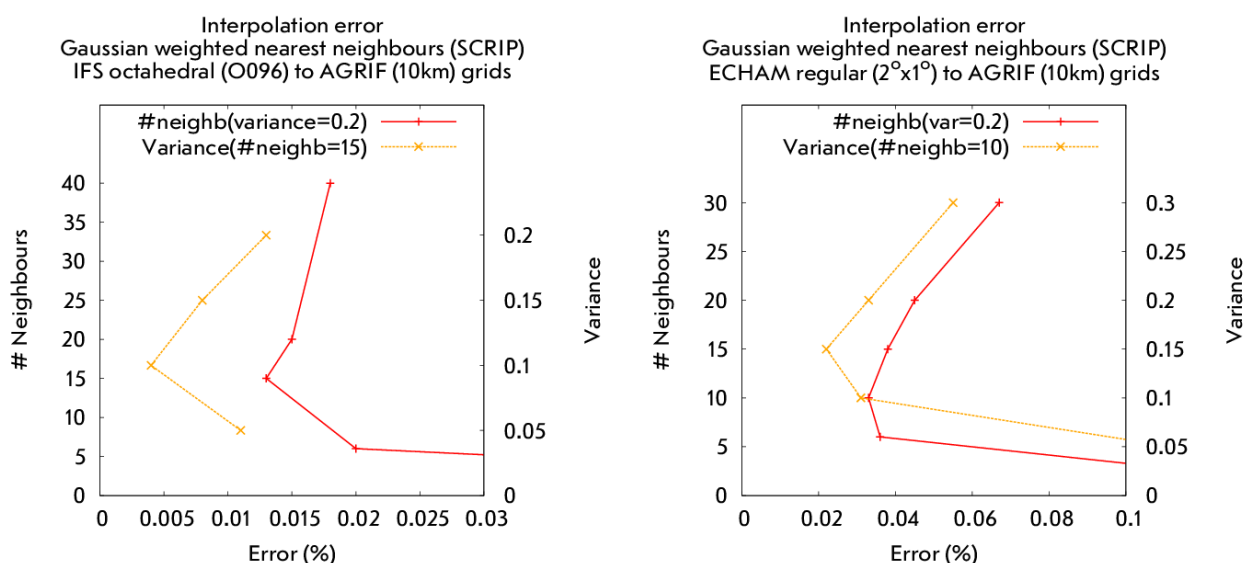 Interpolation error
Gaussian weighted nearest neighbours (SCRIP)
IFS octahedral (O096) to AGRIF (10km) grids
#neighb(variance=0.2)
Variance(#neighb=15)
# Neighbours
40
35
30
25
20
15
10
5
0
0.2
0.15
0.1
0.05
0
Variance
0
0.005
0.01
0.015
0.02
0.025
0.03
Error (%)
Interpolation error
Gaussian weighted nearest neighbours (SCRIP)
ECHAM regular (2°x1°) to AGRIF (10km) grids
#neighb(var=0.2)
Variance(#neighb=10)
# Neighbours
30
25
20
15
10
5
0
0.3
0.2
0.15
0.1
0.05
0
Variance
0
0.02
0.04
0.06
0.08
0.1
Error (%)